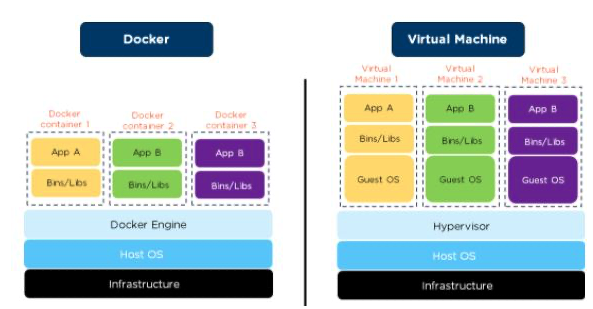 Docker
Docker container 1
Docker container 2
Docker container 3
App A
App B
App B
Bins/Libs
Bins/Libs
Bins/Libs
Docker Engine
Host OS
Infrastructure
Virtual Machine
Virtual Machine 1
Virtual Machine 2
Virtual Machine 3
App A
App B
App B
Bins/Libs
Bins/Libs
Bins/Libs
Guest OS
Guest OS
Guest OS
Hypervisor
Host OS
Infrastructure